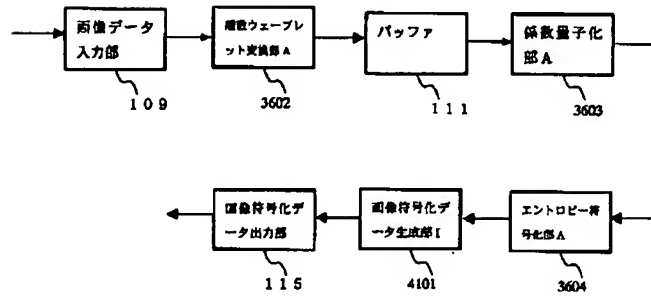 画像データ
入力部
離散ウェーブレ
ット変換部A
バッファ
係数量子化
部A
109
3602
111
3603
画像符号化デ
ータ出力部
画像符号化デ
ータ生成部I
エントロピー符
号化部A
115
4101
3604